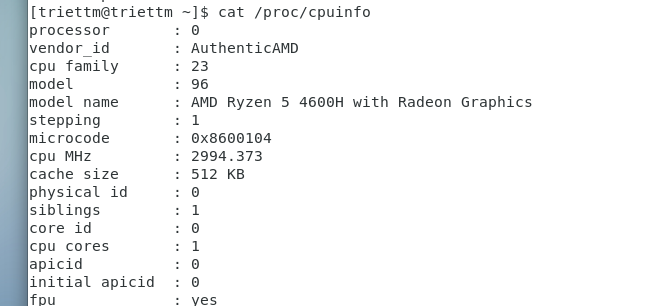 [triettm@triettm ~]$ cat /proc/cpuinfo
processor : 0
vendor_id : AuthenticAMD
cpu family : 23
model : 96
model name : AMD Ryzen 5 4600H with Radeon Graphics
stepping : 1
microcode : 0x8600104
cpu MHz : 2994.373
cache size : 512 KB
physical id : 0
siblings : 1
core id : 0
cpu cores : 1
apicid : 0
initial apicid : 0
fpu : yes